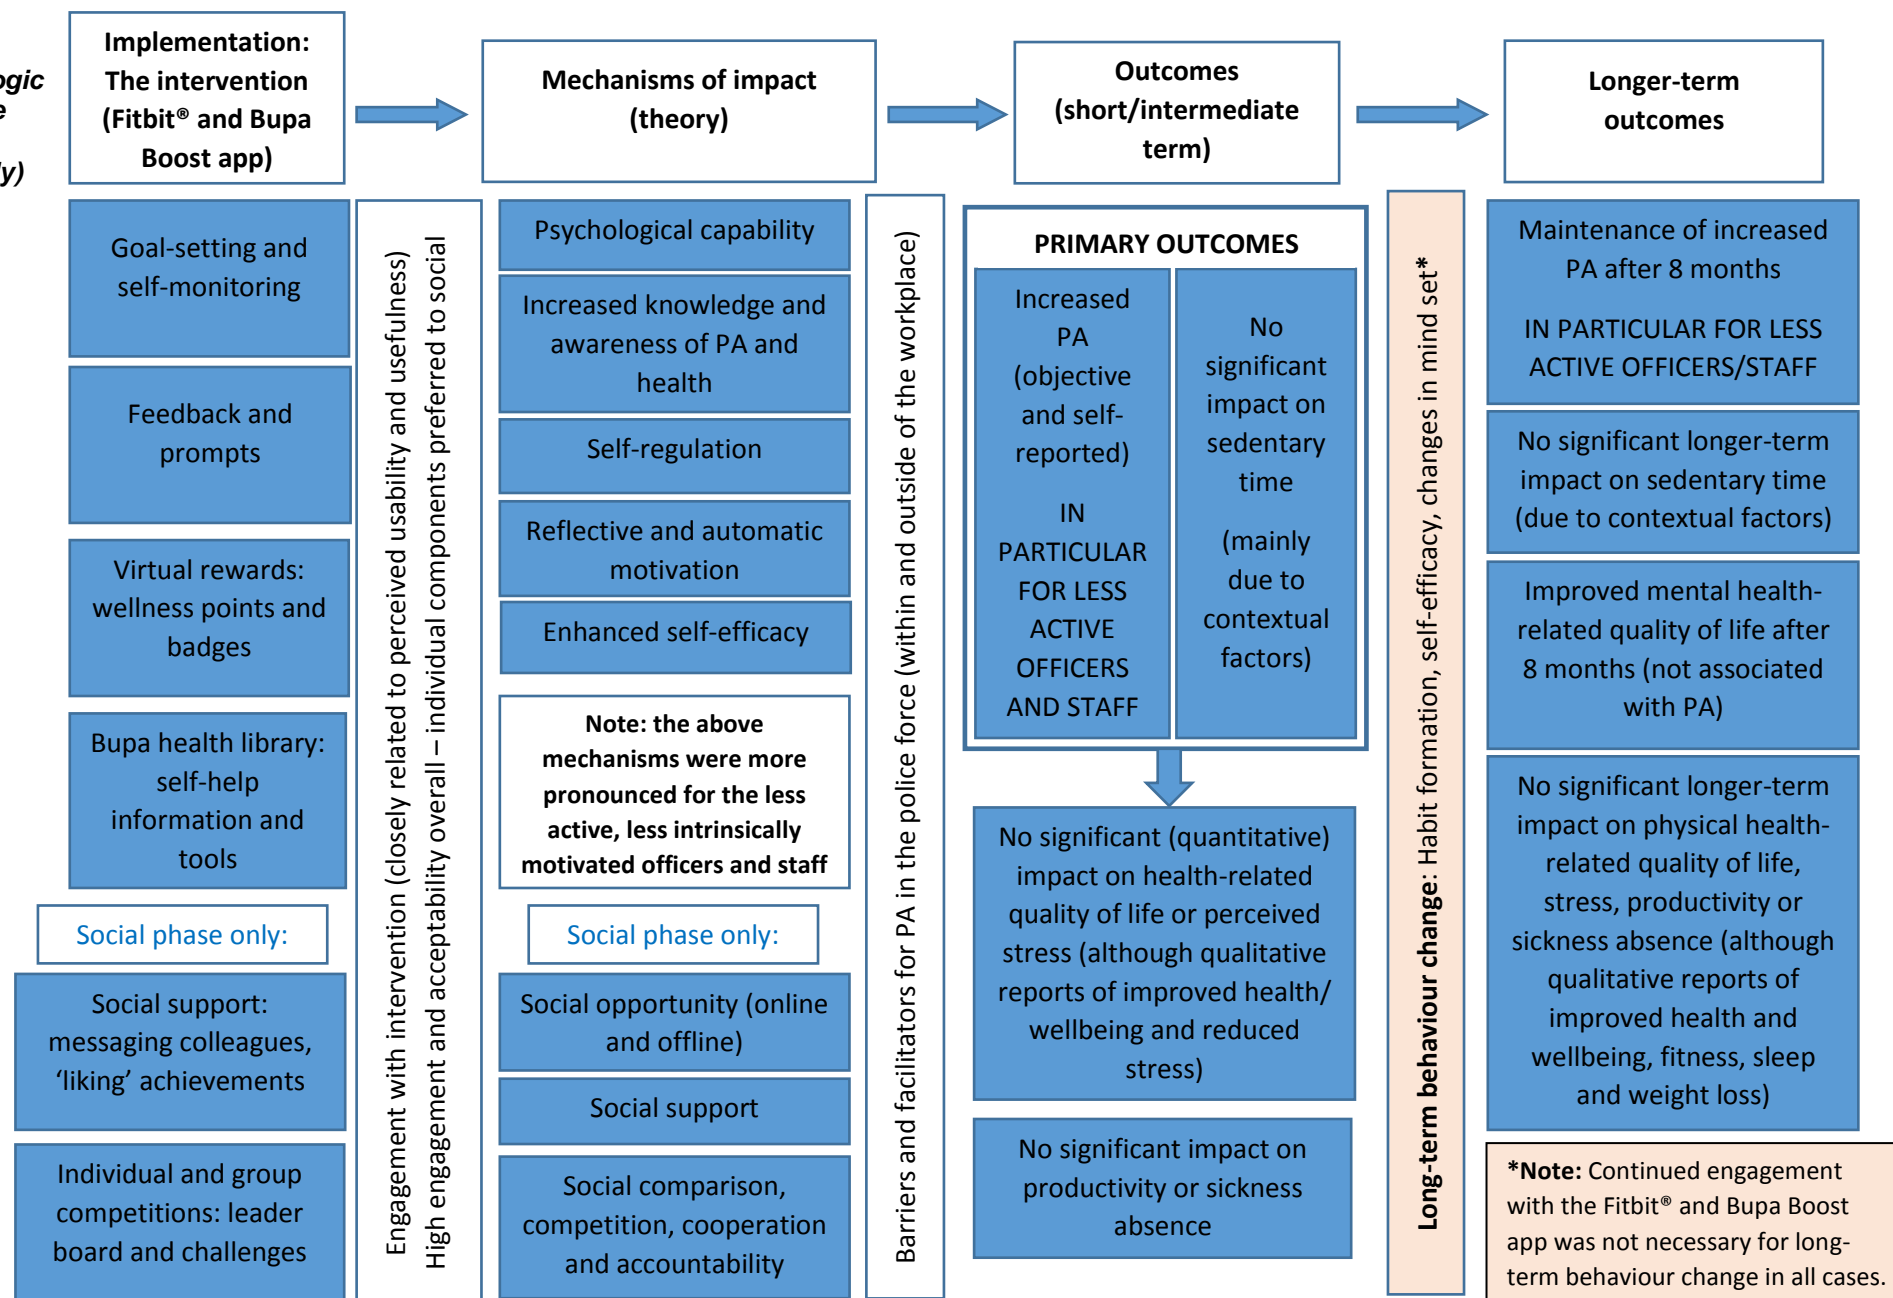 ogic
e
ly)
Implementation:
The intervention
(Fitbit® and Bupa
Boost app)
Mechanisms of impact
(theory)
Outcomes
(short/intermediate
term)
Longer-term
outcomes
Goal-setting and
self-monitoring
Feedback and
prompts
Virtual rewards:
wellness points and
badges
Bupa health library:
self-help
information and
tools
Social phase only:
Social support:
messaging colleagues,
‘liking’ achievements
Individual and group
competitions: leader
board and challenges
Engagement with intervention (closely related to perceived usability and usefulness)
High engagement and acceptability overall – individual components preferred to social
Psychological capability
Increased knowledge and
awareness of PA and
health
Self-regulation
Reflective and automatic
motivation
Enhanced self-efficacy
Note: the above
mechanisms were more
pronounced for the less
active, less intrinsically
motivated officers and staff
Social phase only:
Social opportunity (online
and offline)
Social support
Social comparison,
competition, cooperation
and accountability
Barriers and facilitators for PA in the police force (within and outside of the workplace)
PRIMARY OUTCOMES
Increased
PA
(objective
and self-
reported)
IN
PARTICULAR
FOR LESS
ACTIVE
OFFICERS
AND STAFF
No
significant
impact on
sedentary
time
(mainly
due to
contextual
factors)
No significant (quantitative)
impact on health-related
quality of life or perceived
stress (although qualitative
reports of improved health/
wellbeing and reduced
stress)
No significant impact on
productivity or sickness
absence
Long-term behaviour change: Habit formation, self-efficacy, changes in mind set*
Maintenance of increased
PA after 8 months
IN PARTICULAR FOR LESS
ACTIVE OFFICERS/STAFF
No significant longer-term
impact on sedentary time
(due to contextual factors)
Improved mental health-
related quality of life after
8 months (not associated
with PA)
No significant longer-term
impact on physical health-
related quality of life,
stress, productivity or
sickness absence (although
qualitative reports of
improved health and
wellbeing, fitness, sleep
and weight loss)
*Note: Continued engagement
with the Fitbit® and Bupa Boost
app was not necessary for long-
term behaviour change in all cases.